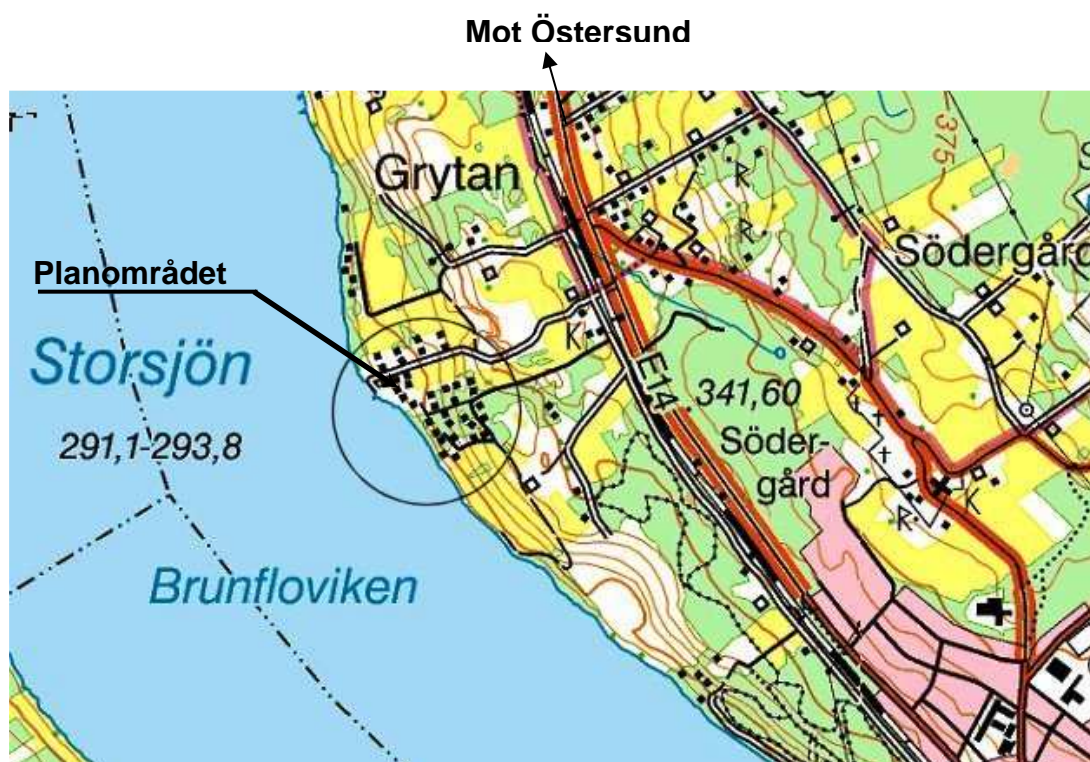 Mot Östersund
Grytan
375
Södergård
Planområdet
K
R
R
Storsjön
E14
341,60
291,1-293,8
Söder-
gård
K
R
Brunfloviken